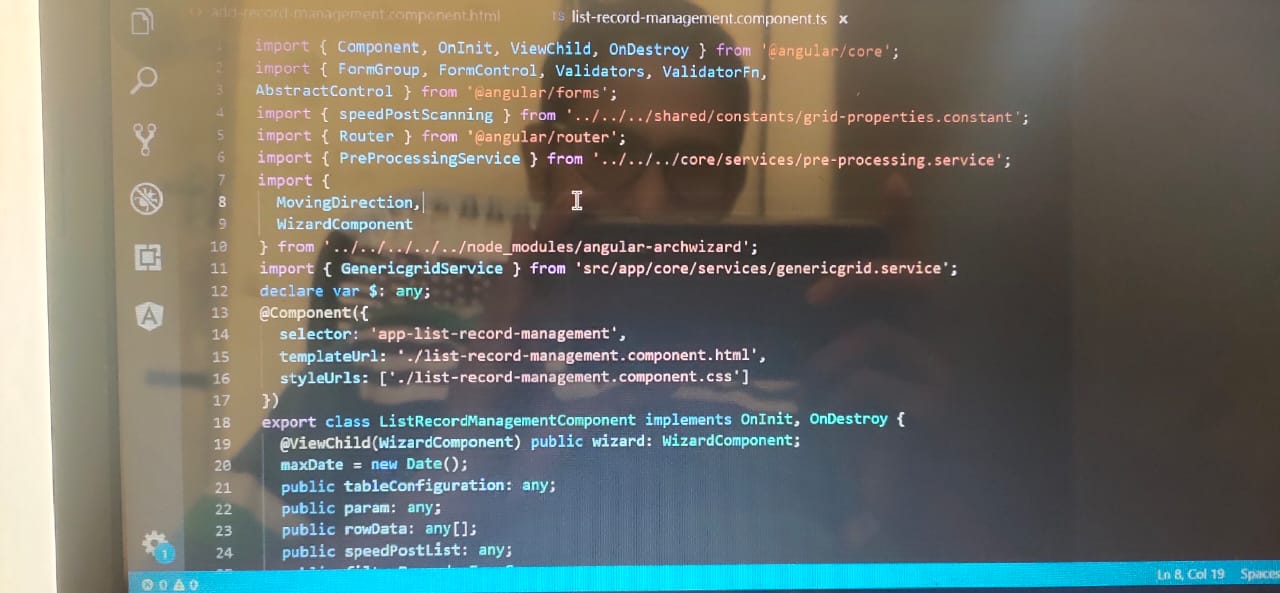 add-record-management.component.html
TS list-record-management.component.ts ×
1 import { Component, OnInit, ViewChild, OnDestroy } from '@angular/core';
2 import { FormGroup, FormControl, Validators, ValidatorFn,
3 AbstractControl } from '@angular/forms';
4 import { speedPostScanning } from '../../../shared/constants/grid-properties.constant';
5 import { Router } from '@angular/router';
6 import { PreProcessingService } from '../../../core/services/pre-processing.service';
7 import {
8 MovingDirection,
9 WizardComponent
10 } from '../../../../../node_modules/angular-archwizard';
11 import { GenericgridService } from 'src/app/core/services/genericgrid.service';
12 declare var $: any;
13 @Component({
14 selector: 'app-list-record-management',
15 templateUrl: './list-record-management.component.html',
16 styleUrls: ['./list-record-management.component.css']
17 })
18 export class ListRecordManagementComponent implements OnInit, OnDestroy {
19 @ViewChild(WizardComponent) public wizard: WizardComponent;
20 maxDate = new Date();
21 public tableConfiguration: any;
22 public param: any;
23 public rowData: any[];
24 public speedPostList: any;
1
0 0
Ln 8, Col 19 Spaces